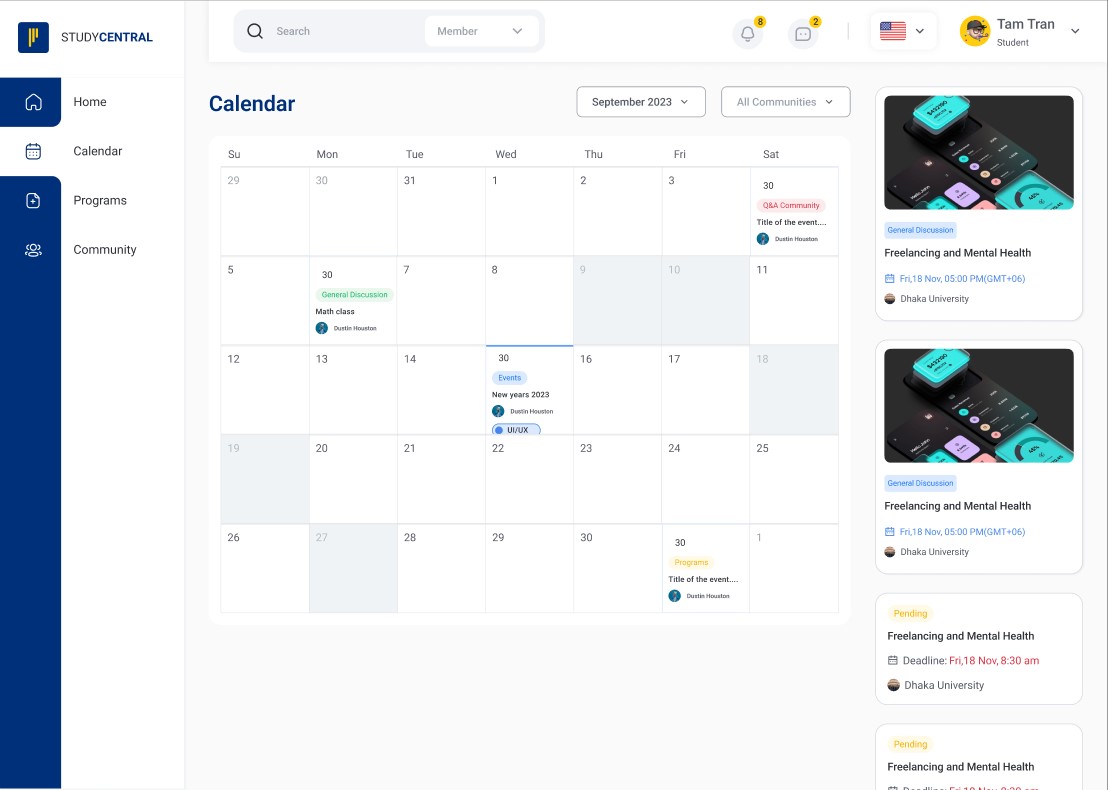 STUDYCENTRAL
Search
Member
8
2
Tam Tran
Student
Home
Calendar
Programs
Community
Calendar
September 2023
All Communities
Su Mon Tue Wed Thu Fri Sat
29 30 31 1 2 3 30
Q&A Community
Title of the event....
Dustin Houston
5 30 7 8 9 10 11
General Discussion
Math class
Dustin Houston
12 13 14 30 16 17 18
Events
New years 2023
Dustin Houston
UI/UX
19 20 21 22 23 24 25
26 27 28 29 30 30 1
Programs
Title of the event....
Dustin Houston
General Discussion
Freelancing and Mental Health
Fri,18 Nov, 05:00 PM(GMT+06)
Dhaka University
General Discussion
Freelancing and Mental Health
Fri,18 Nov, 05:00 PM(GMT+06)
Dhaka University
Pending
Freelancing and Mental Health
Deadline: Fri,18 Nov, 8:30 am
Dhaka University
Pending
Freelancing and Mental Health
Deadline: Fri,18 Nov, 8:30 am